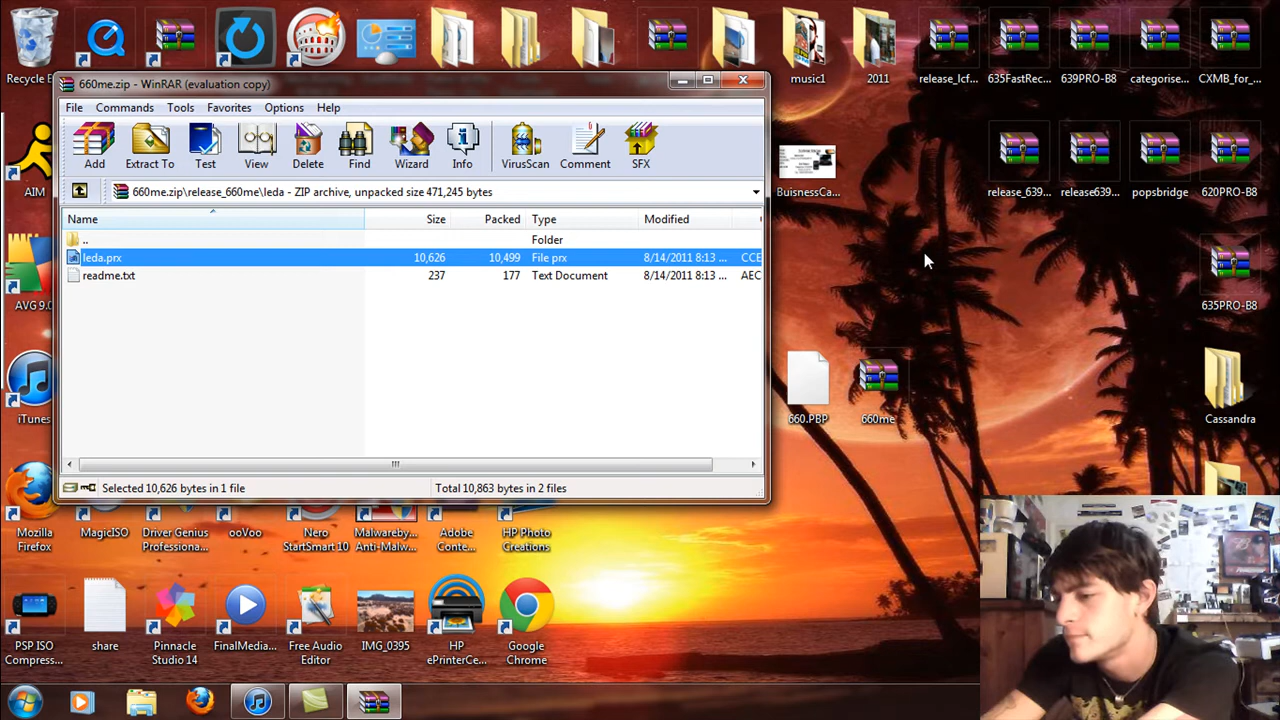 Recycle B
music1
2011
release_lcf...
635FastRec...
639PRO-B8
categorise...
CXMB_for_...
660me.zip - WinRAR (evaluation copy)
File Commands Tools Favorites Options Help
Add Extract To Test View Delete Find Wizard Info VirusScan Comment SFX
660me.zip\release_660me\leda - ZIP archive, unpacked size 471,245 bytes
Name Size Packed Type Modified
.. Folder
leda.prx 10,626 10,499 File prx 8/14/2011 8:13 ... CCE
readme.txt 237 177 Text Document 8/14/2011 8:13 ... AEC
Selected 10,626 bytes in 1 file
Total 10,863 bytes in 2 files
AIM
AVG 9.0
iTunes
BuisnessCa...
release_639...
release639...
popsbridge
620PRO-B8
635PRO-B8
660.PBP
660me
Cassandra
Mozilla
Firefox
MagicISO
Driver Genius
Professiona...
ooVoo
Nero
StartSmart 10
Malwareby...
Anti-Malw...
Adobe
Conte...
HP Photo
Creations
PSP ISO
Compress...
share
Pinnacle
Studio 14
FinalMedia...
Free Audio
Editor
IMG_0395
HP
ePrinterCe...
Google
Chrome